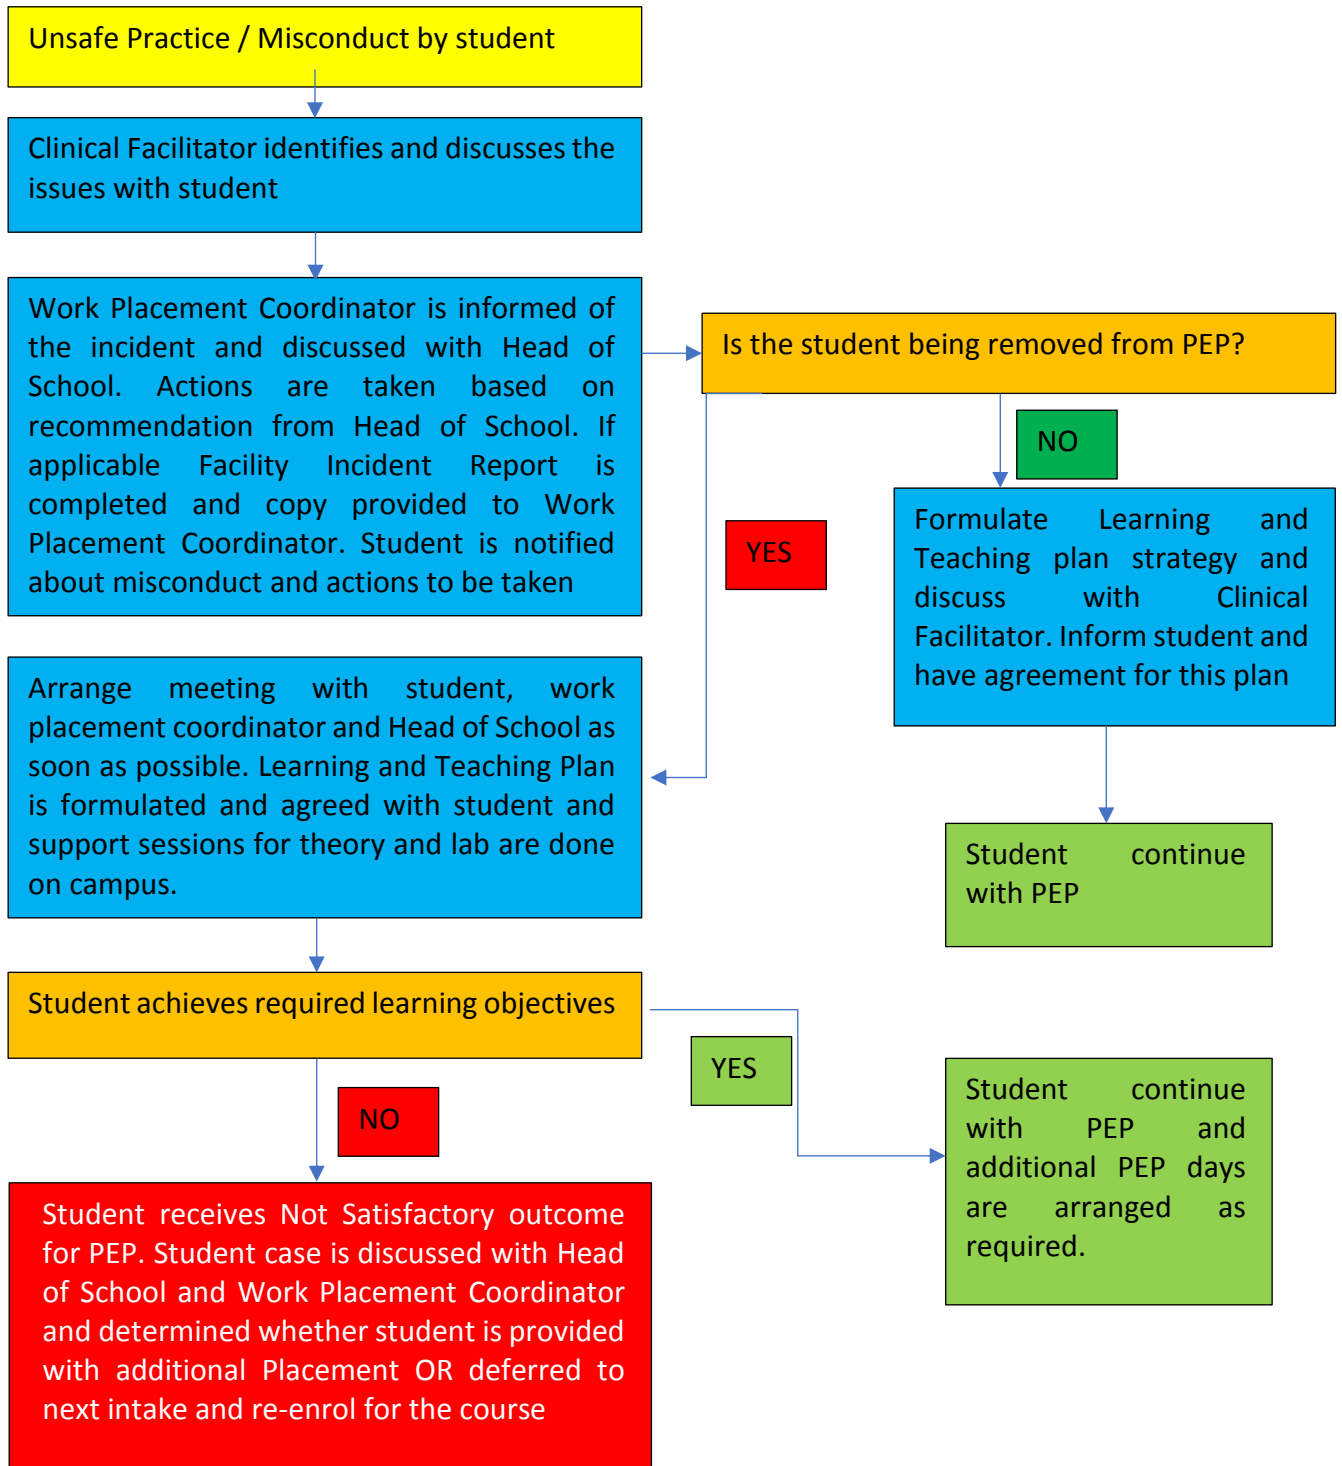 Unsafe Practice / Misconduct by student
Clinical Facilitator identifies and discusses the
issues with student
Work Placement Coordinator is informed of
the incident and discussed with Head of
School. Actions are taken based on
recommendation from Head of School. If
applicable Facility Incident Report is
completed and copy provided to Work
Placement Coordinator. Student is notified
about misconduct and actions to be taken
Is the student being removed from PEP?
NO
YES
Formulate Learning and
Teaching plan strategy and
discuss with Clinical
Facilitator. Inform student and
have agreement for this plan
Student continue
with PEP
Arrange meeting with student, work
placement coordinator and Head of School as
soon as possible. Learning and Teaching Plan
is formulated and agreed with student and
support sessions for theory and lab are done
on campus.
Student achieves required learning objectives
YES
NO
Student continue
with PEP and
additional PEP days
are arranged as
required.
Student receives Not Satisfactory outcome
for PEP. Student case is discussed with Head
of School and Work Placement Coordinator
and determined whether student is provided
with additional Placement OR deferred to
next intake and re-enrol for the course